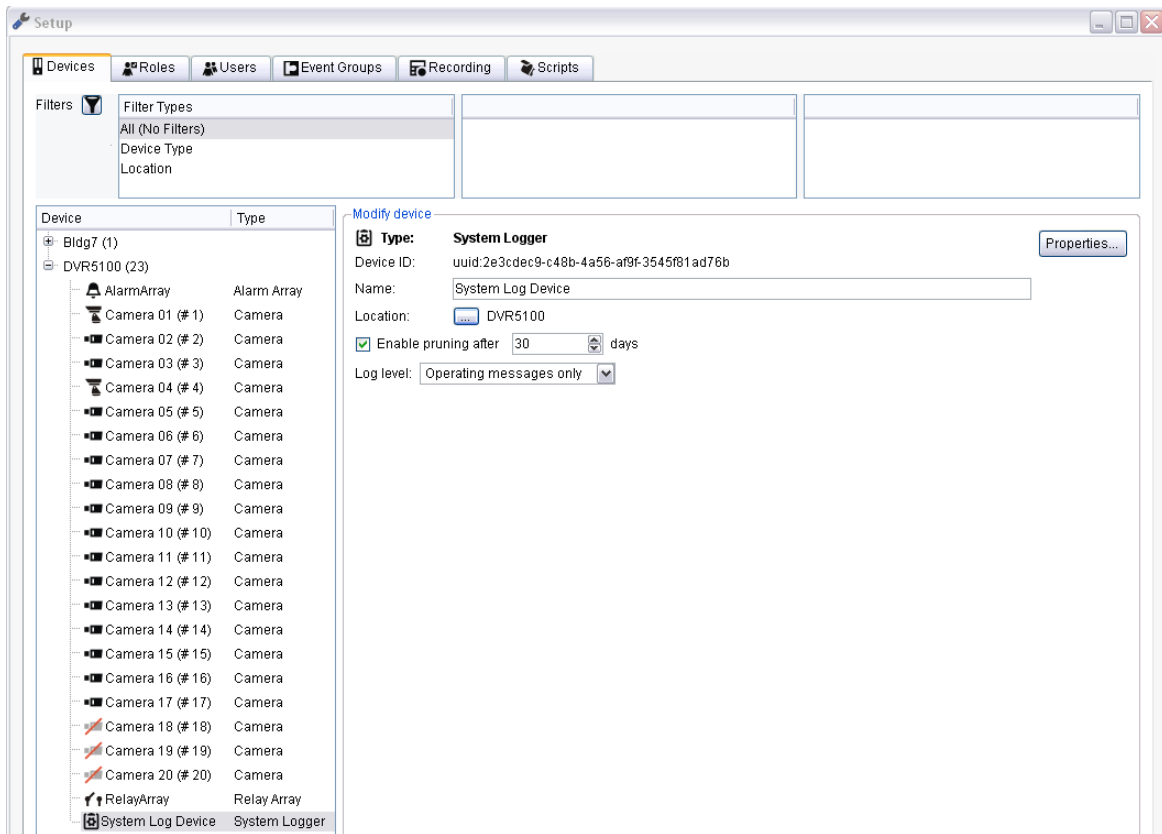 Setup
Devices Roles Users Event Groups Recording Scripts
Filters
Filter Types
All (No Filters)
Device Type
Location
Device Type
Bldg7 (1)
DVR5100 (23)
AlarmArray Alarm Array
Camera 01 (# 1) Camera
Camera 02 (# 2) Camera
Camera 03 (# 3) Camera
Camera 04 (# 4) Camera
Camera 05 (# 5) Camera
Camera 06 (# 6) Camera
Camera 07 (# 7) Camera
Camera 08 (# 8) Camera
Camera 09 (# 9) Camera
Camera 10 (# 10) Camera
Camera 11 (# 11) Camera
Camera 12 (# 12) Camera
Camera 13 (# 13) Camera
Camera 14 (# 14) Camera
Camera 15 (# 15) Camera
Camera 16 (# 16) Camera
Camera 17 (# 17) Camera
Camera 18 (# 18) Camera
Camera 19 (# 19) Camera
Camera 20 (# 20) Camera
RelayArray Relay Array
System Log Device System Logger
Modify device
Type: System Logger
Properties...
Device ID: uuid:2e3cdec9-c48b-4a56-af9f-3545f81ad76b
Name: System Log Device
Location: ... DVR5100
Enable pruning after 30 days
Log level: Operating messages only